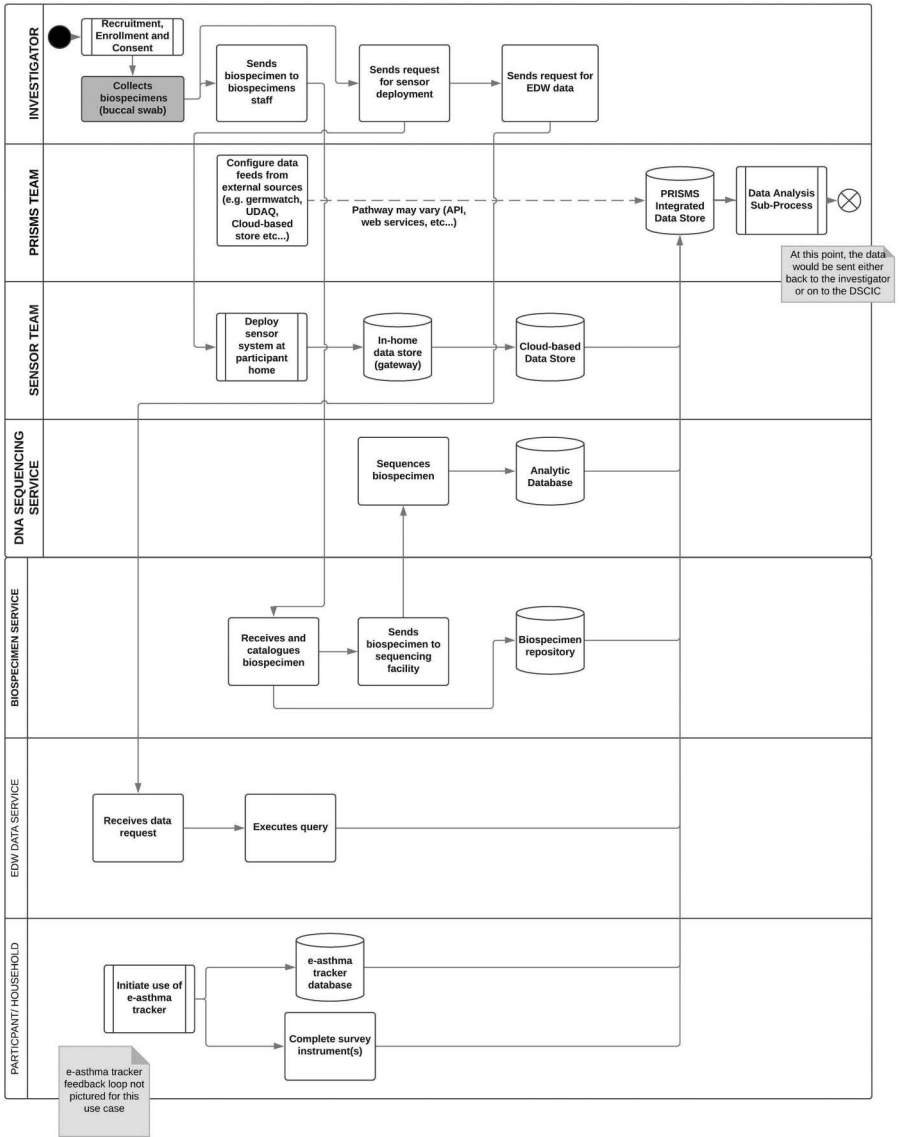 INVESTIGATOR
Recruitment,
Enrollment and
Consent
Collects
biospecimens
(buccal swab)
Sends
biospecimen to
biospecimens
staff
Sends request
for sensor
deployment
Sends request for
EDW data
PRISMS TEAM
Configure data
feeds from
external sources
(e.g. germwatch,
UDAQ,
Cloud-based
store etc...)
Pathway may vary (API,
web services, etc...)
PRISMS
Integrated
Data Store
Data Analysis
Sub-Process
At this point, the data
would be sent either
back to the investigator
or on to the DSCIC
SENSOR TEAM
Deploy
sensor
system at
participant
home
In-home
data store
(gateway)
Cloud-based
Data Store
DNA SEQUENCING
SERVICE
Sequences
biospecimen
Analytic
Database
BIOSPECIMEN SERVICE
Receives and
catalogues
biospecimen
Sends
biospecimen to
sequencing
facility
Biospecimen
repository
EDW DATA SERVICE
Receives data
request
Executes query
PARTICPANT/ HOUSEHOLD
Initiate use of
e-asthma
tracker
e-asthma
tracker
database
Complete survey
instrument(s)
e-asthma tracker
feedback loop not
pictured for this
use case